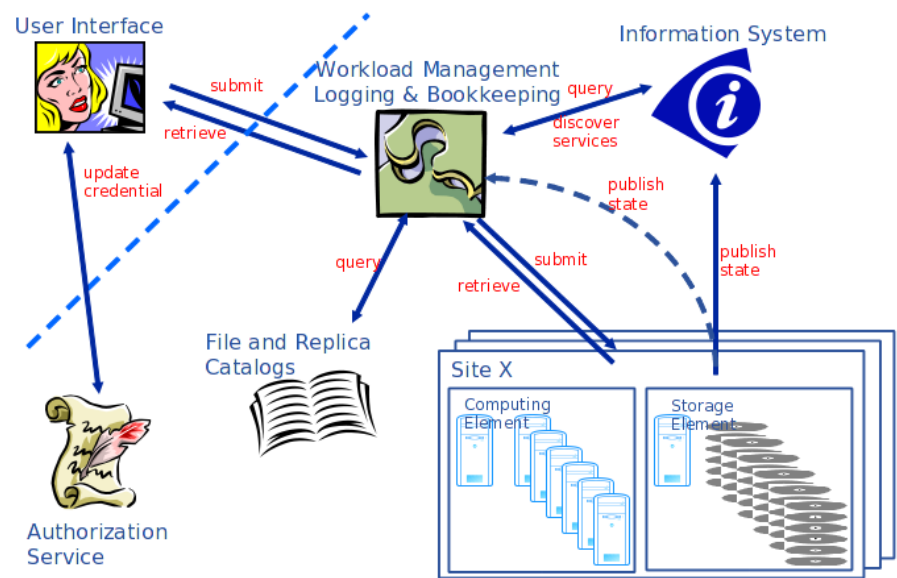 User Interface
Information System
Workload Management
Logging & Bookkeeping
submit
retrieve
query
discover
services
update
credential
publish
state
publish
state
query
submit
retrieve
File and Replica
Catalogs
Site X
Computing
Element
Storage
Element
Authorization
Service